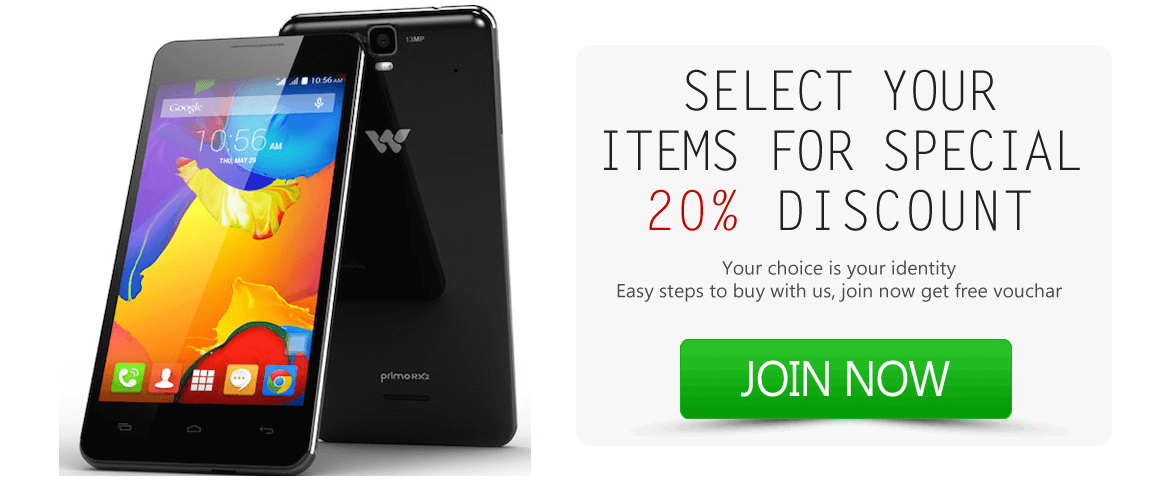 13MP
10:56 AM
Google
10:56 AM
THU, MAY 29
primo RX2
SELECT YOUR
ITEMS FOR SPECIAL
20% DISCOUNT
Your choice is your identity
Easy steps to buy with us, join now get free vouchar
JOIN NOW